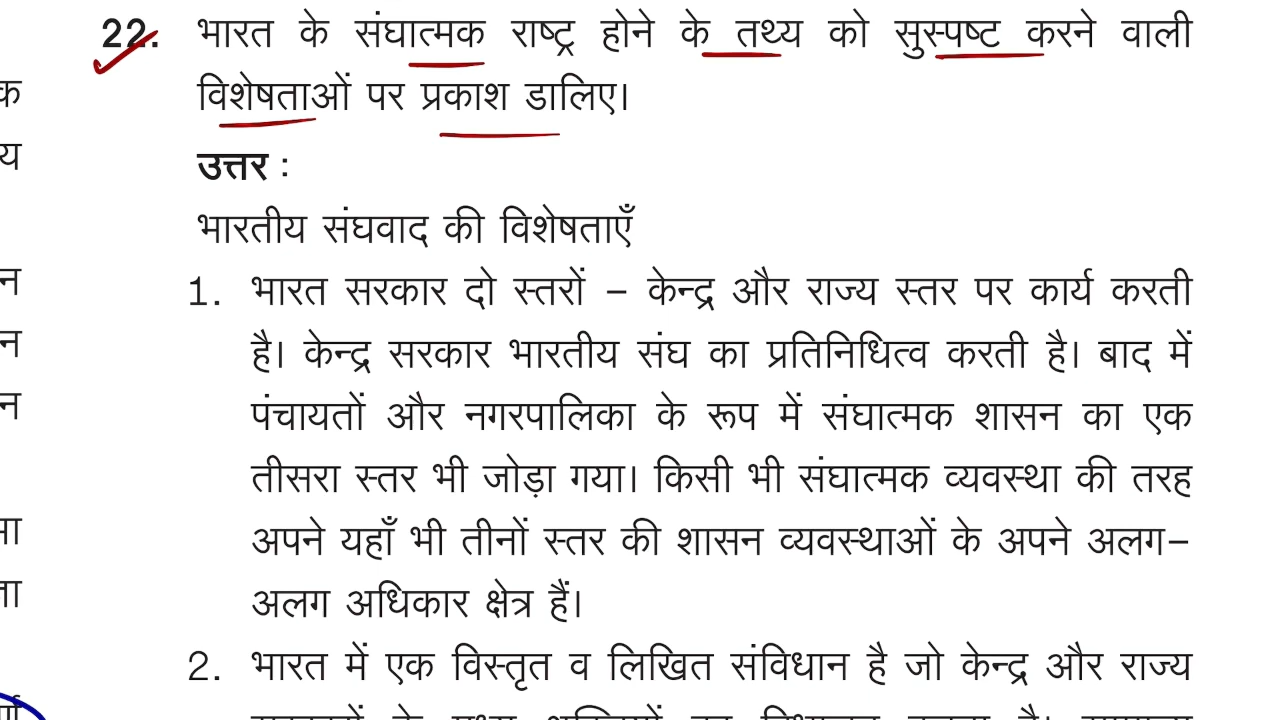 22. भारत के संघात्मक राष्ट्र होने के तथ्य को सुस्पष्ट करने वाली
विशेषताओं पर प्रकाश डालिए।
उत्तर :
भारतीय संघवाद की विशेषताएँ
1. भारत सरकार दो स्तरों – केन्द्र और राज्य स्तर पर कार्य करती
है। केन्द्र सरकार भारतीय संघ का प्रतिनिधित्व करती है। बाद में
पंचायतों और नगरपालिका के रूप में संघात्मक शासन का एक
तीसरा स्तर भी जोड़ा गया। किसी भी संघात्मक व्यवस्था की तरह
अपने यहाँ भी तीनों स्तर की शासन व्यवस्थाओं के अपने अलग–
अलग अधिकार क्षेत्र हैं।
2. भारत में एक विस्तृत व लिखित संविधान है जो केन्द्र और राज्य